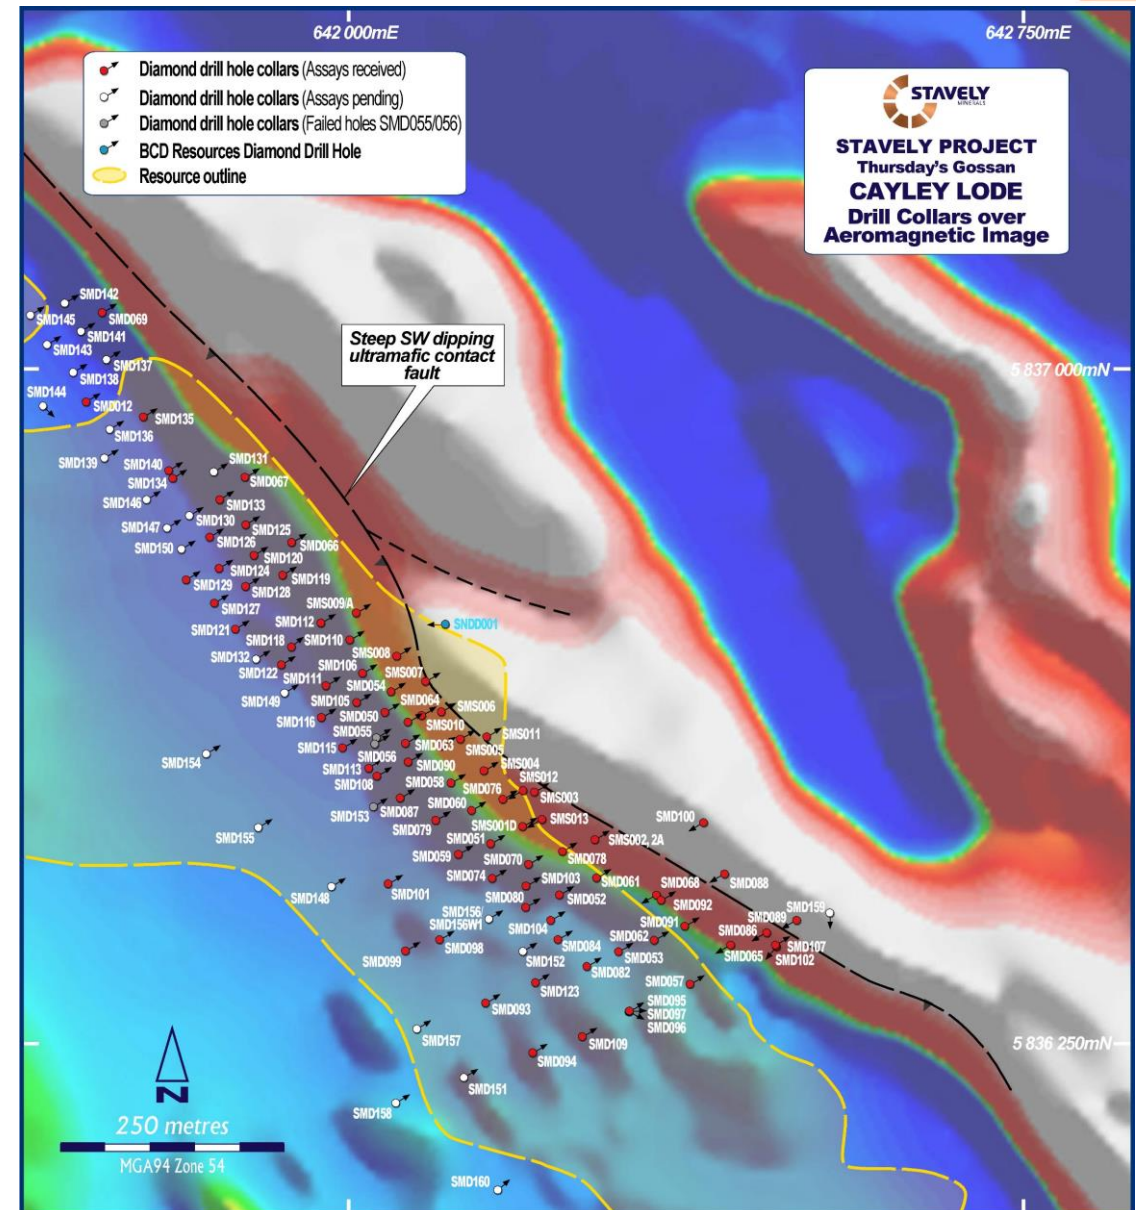 642 000mE
642 750mE
Diamond drill hole collars (Assays received)
Diamond drill hole collars (Assays pending)
Diamond drill hole collars (Failed holes SMD055/056)
BCD Resources Diamond Drill Hole
Resource outline
STAVELY
MINERALS
STAVELY PROJECT
Thursday's Gossan
CAYLEY LODE
Drill Collars over
Aeromagnetic Image
Steep SW dipping
ultramafic contact
fault
5 837 000mN
SMD142
SMD145
SMD069
SMD141
SMD143
SMD137
SMD138
SMD144
SMD012
SMD135
SMD136
SMD139
SMD140
SMD131
SMD134
SMD067
SMD146
SMD133
SMD147
SMD130
SMD125
SMD150
SMD126
SMD066
SMD120
SMD124
SMD119
SMD129
SMD128
SMD127
SMS009/A
SMD112
SMD121
SNDD001
SMD118
SMD110
SMD132
SMS008
SMD122
SMD106
SMD111
SMS007
SMD054
SMD149
SMD105
SMD064
SMS006
SMD116
SMD050
SMS010
SMD055
SMS011
SMD115
SMD063
SMS005
SMD154
SMD056
SMD113
SMD090
SMS004
SMD108
SMD058
SMD076
SMS012
SMS003
SMD153
SMD087
SMD060
SMD079
SMS001D
SMS013
SMD100
SMD155
SMD051
SMS002, 2A
SMD059
SMD070
SMD078
SMD074
SMD061
SMD088
SMD148
SMD101
SMD103
SMD068
SMD080
SMD052
SMD092
SMD159
SMD156/
SMD156W1
SMD104
SMD091
SMD089
SMD086
SMD098
SMD084
SMD062
SMD107
SMD099
SMD152
SMD053
SMD065
SMD102
SMD082
SMD057
SMD123
SMD093
SMD095
SMD097
SMD096
SMD157
SMD109
5 836 250mN
SMD094
SMD151
SMD158
SMD160
N
250 metres
MGA94 Zone 54